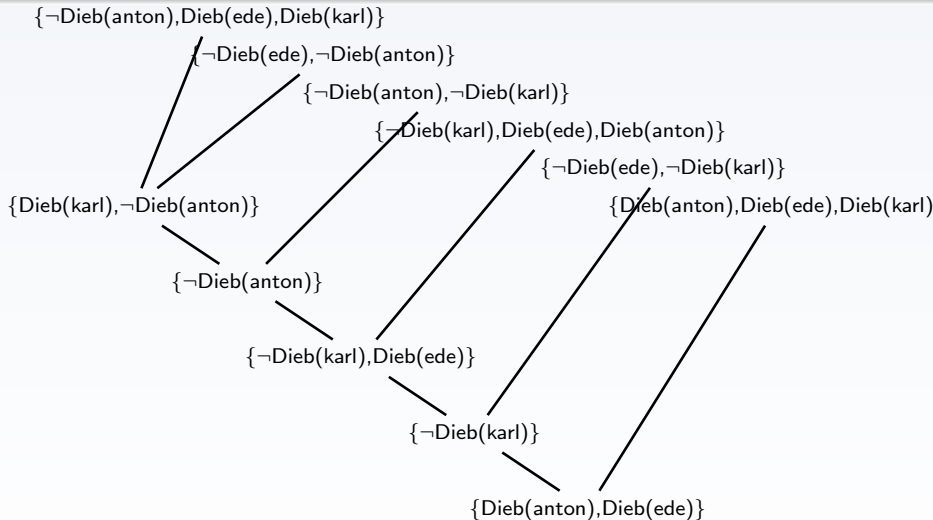 {¬Dieb(anton),Dieb(ede),Dieb(karl)}
{¬Dieb(ede),¬Dieb(anton)}
{¬Dieb(anton),¬Dieb(karl)}
{¬Dieb(karl),Dieb(ede),Dieb(anton)}
{¬Dieb(ede),¬Dieb(karl)}
{Dieb(karl),¬Dieb(anton)}
{Dieb(anton),Dieb(ede),Dieb(karl)
{¬Dieb(anton)}
{¬Dieb(karl),Dieb(ede)}
{¬Dieb(karl)}
{Dieb(anton),Dieb(ede)}